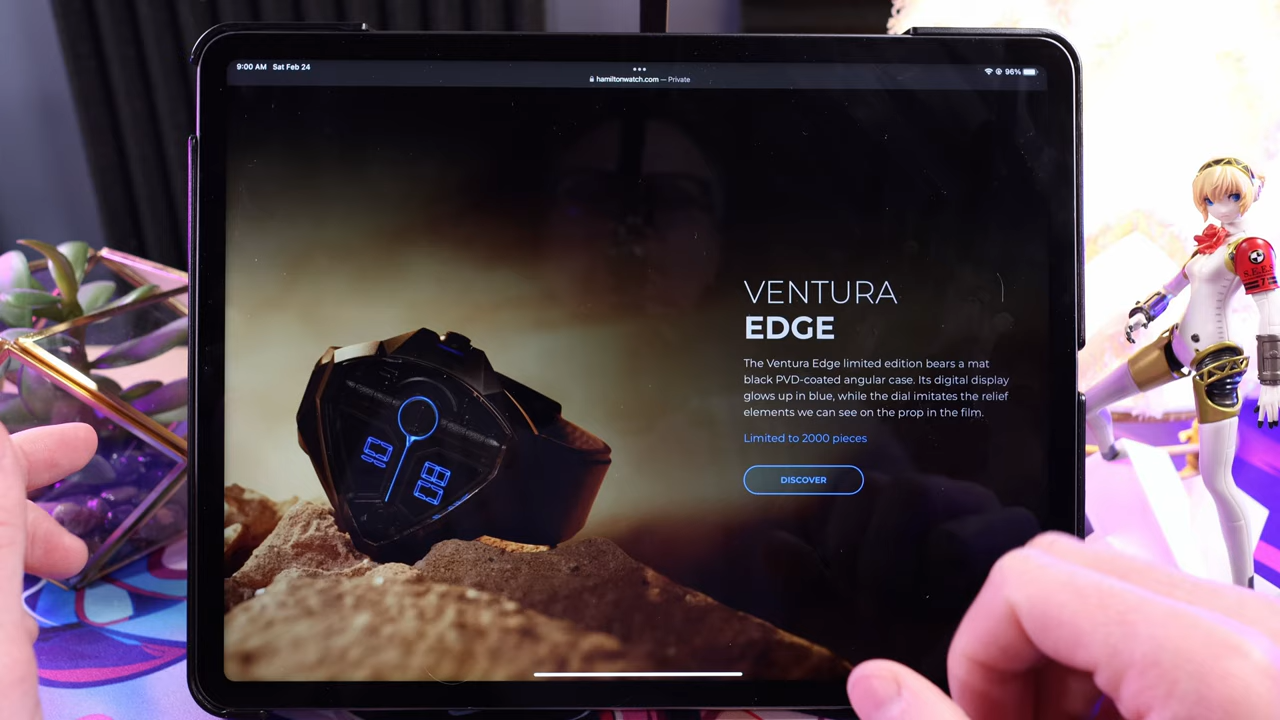 9:00 AM Sat Feb 24
hamiltonwatch.com — Private
96%
VENTURA
EDGE
The Ventura Edge limited edition bears a mat
black PVD-coated angular case. Its digital display
glows up in blue, while the dial imitates the relief
elements we can see on the prop in the film.
Limited to 2000 pieces
DISCOVER
S.E.E.S
7